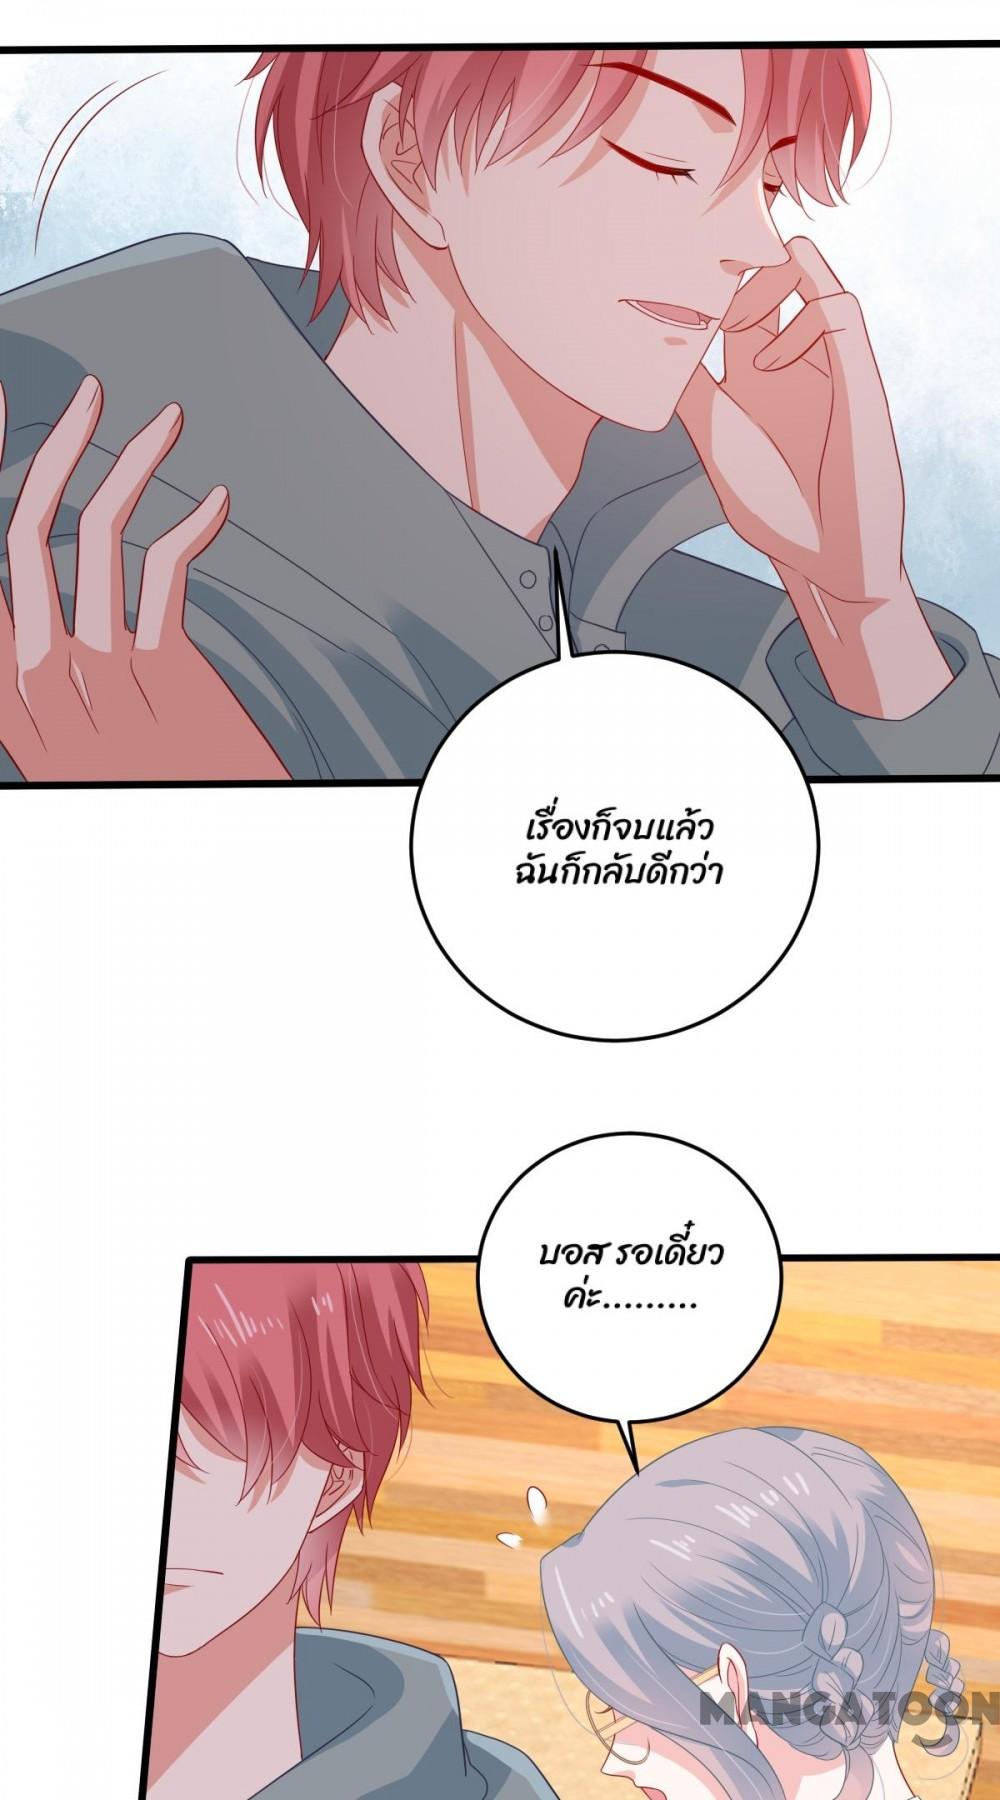 เรื่องก็จบแล้ว
ฉันก็กลับดีกว่า
บอส รอเดี๋ยว
ค่ะ.........
MANGATOON